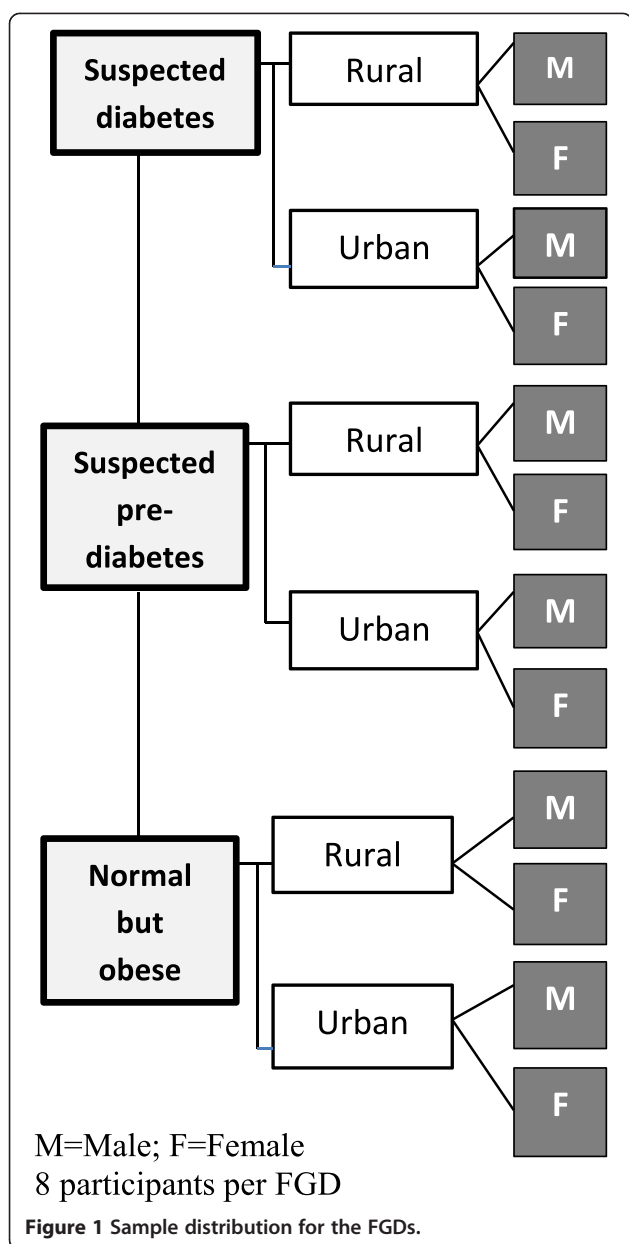 Suspected
diabetes
Rural
M
F
Urban
M
F
Suspected
pre-
diabetes
Rural
M
F
Urban
M
F
Normal
but
obese
Rural
M
F
Urban
M
F
M=Male; F=Female
8 participants per FGD
Figure 1 Sample distribution for the FGDs.